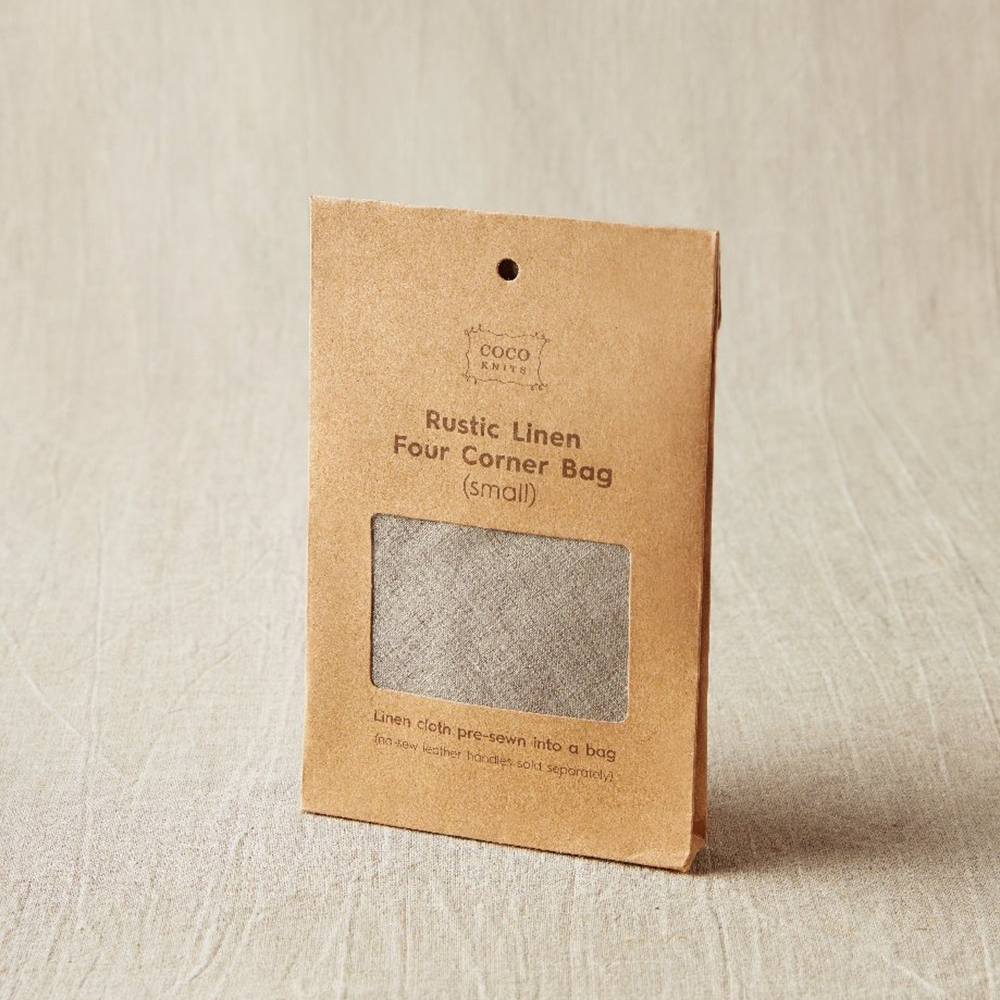 COCO
KNITS
Rustic Linen
Four Corner Bag
(small)
Linen cloth pre-sewn into a bag
(no-sew leather handles sold separately)